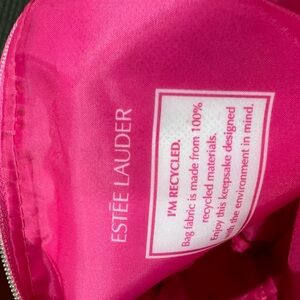 ESTĒE LAUDER
I'M RECYCLED.
Bag fabric is made from 100%
recycled materials.
Enjoy this keepsake designed
with the environment in mind.